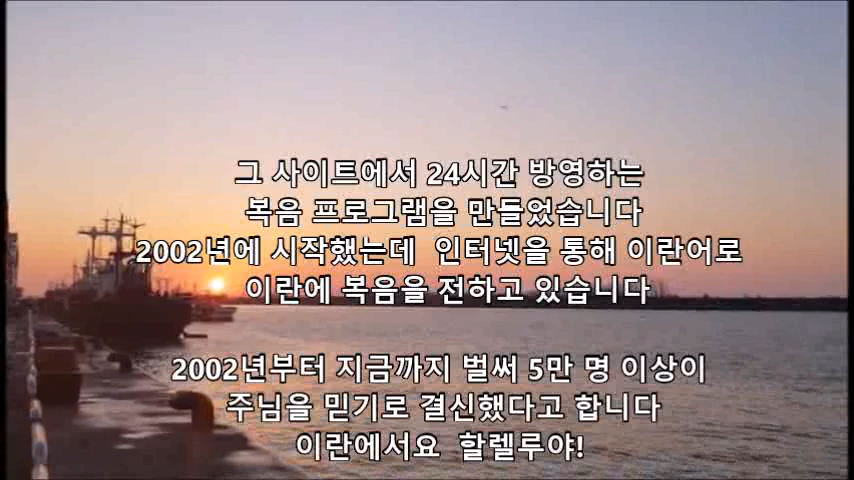 그 사이트에서 24시간 방영하는
복음 프로그램을 만들었습니다
2002년에 시작했는데 인터넷을 통해 이란어로
이란에 복음을 전하고 있습니다
2002년부터 지금까지 벌써 5만 명 이상이
주님을 믿기로 결신했다고 합니다
이란에서요 할렐루야!